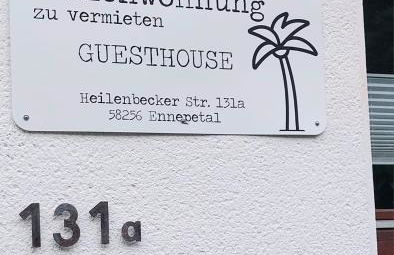 zu vermieten
GUESTHOUSE
Heilenbecker Str. 131a
58256 Ennepetal
131a